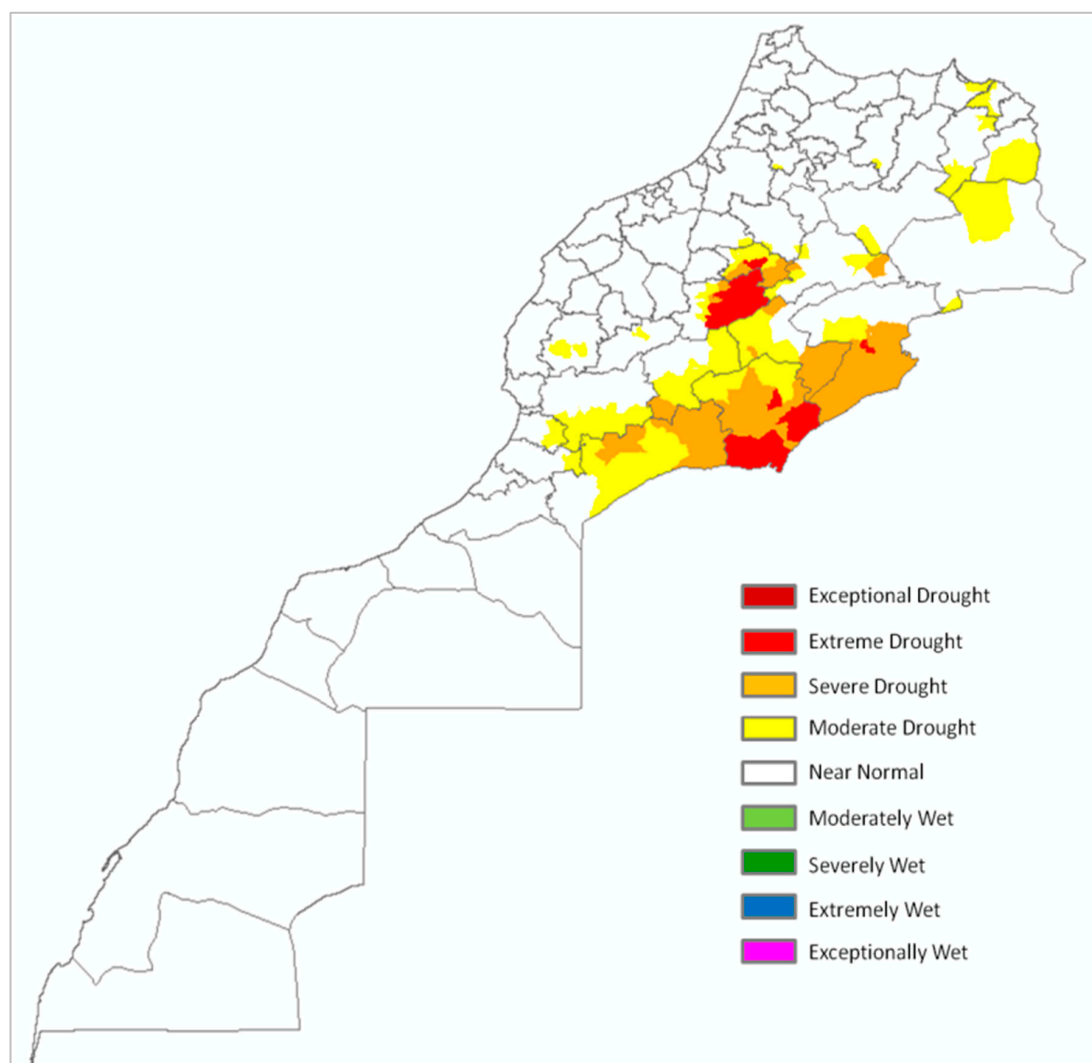 Exceptional Drought
Extreme Drought
Severe Drought
Moderate Drought
Near Normal
Moderately Wet
Severely Wet
Extremely Wet
Exceptionally Wet